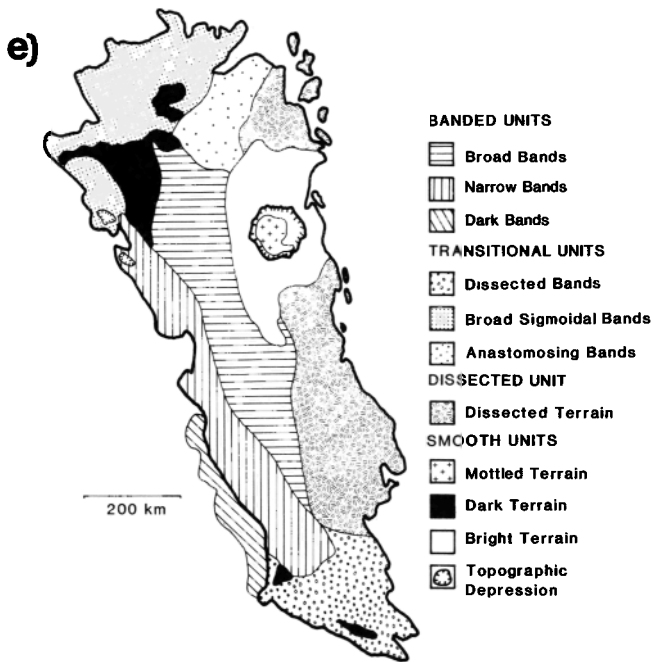 e)
BANDED UNITS
Broad Bands
Narrow Bands
Dark Bands
TRANSITIONAL UNITS
Dissected Bands
Broad Sigmoidal Bands
Anastomosing Bands
DISSECTED UNIT
Dissected Terrain
SMOOTH UNITS
Mottled Terrain
Dark Terrain
Bright Terrain
Topographic
Depression
200 km